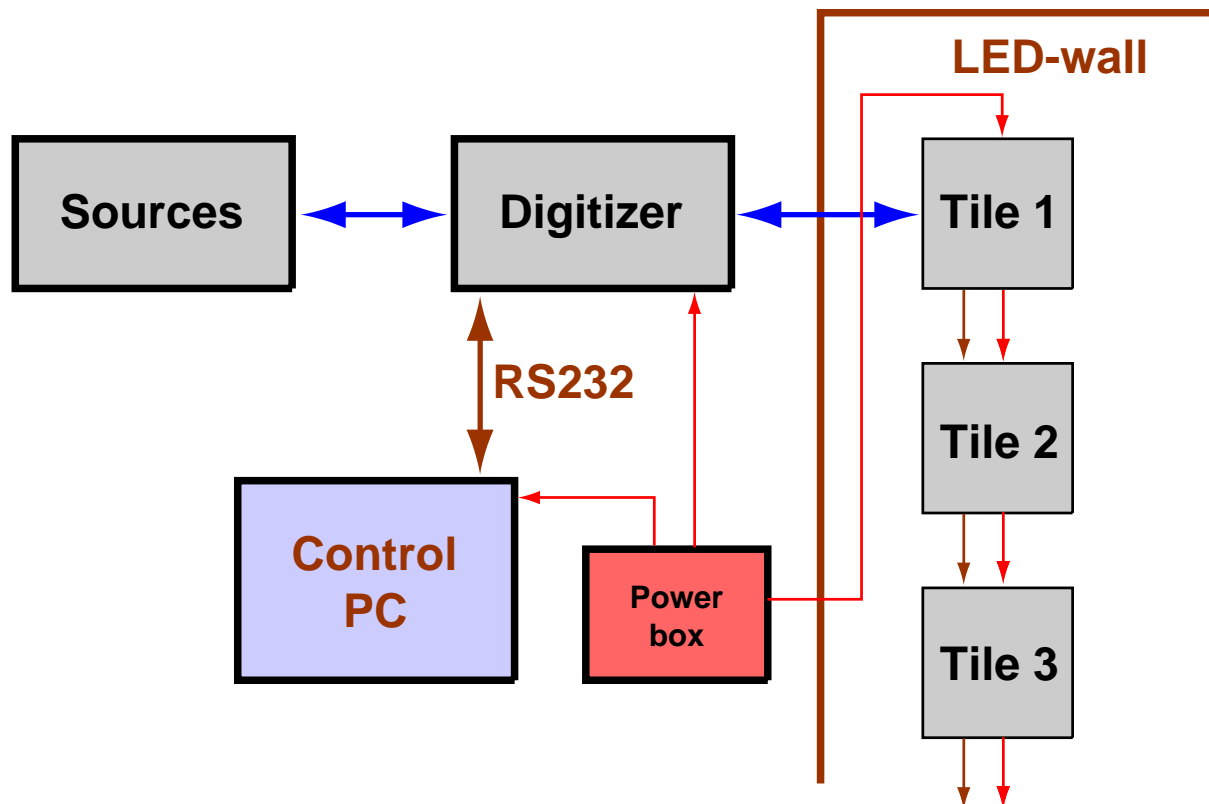 LED-wall
Sources
Digitizer
Tile 1
RS232
Tile 2
Control
PC
Power
box
Tile 3